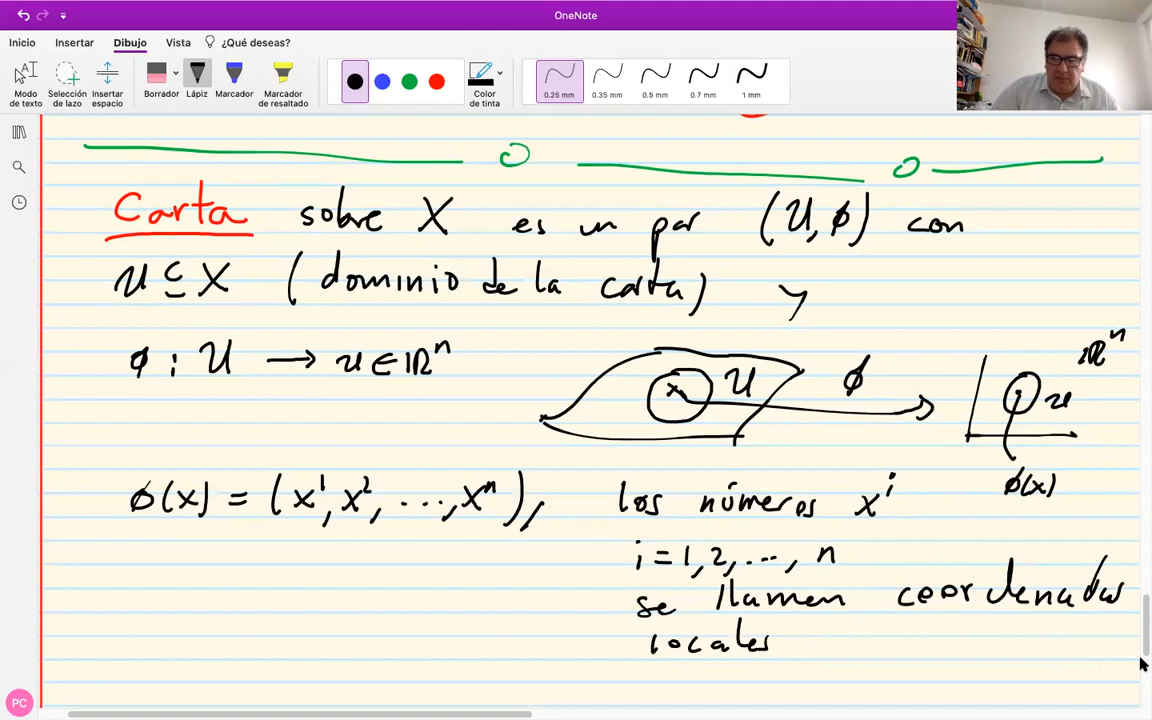 OneNote
Inicio Insertar Dibujo Vista ¿Qué deseas?
Modo de texto
Selección de lazo
Insertar espacio
Borrador
Lápiz
Marcador
Marcador de resaltado
Color de tinta
0.25 mm 0.35 mm 0.5 mm 0.7 mm 1 mm
Carta sobre X es un par (U, φ) con
U ⊆ X (dominio de la carta) y
φ : U → u ∈ ℝⁿ
x U φ u ℝⁿ
φ(x)
φ(x) = (x¹, x², ..., xⁿ), los números xⁱ
i = 1, 2, ..., n
se llamen coordenadas
locales
PC